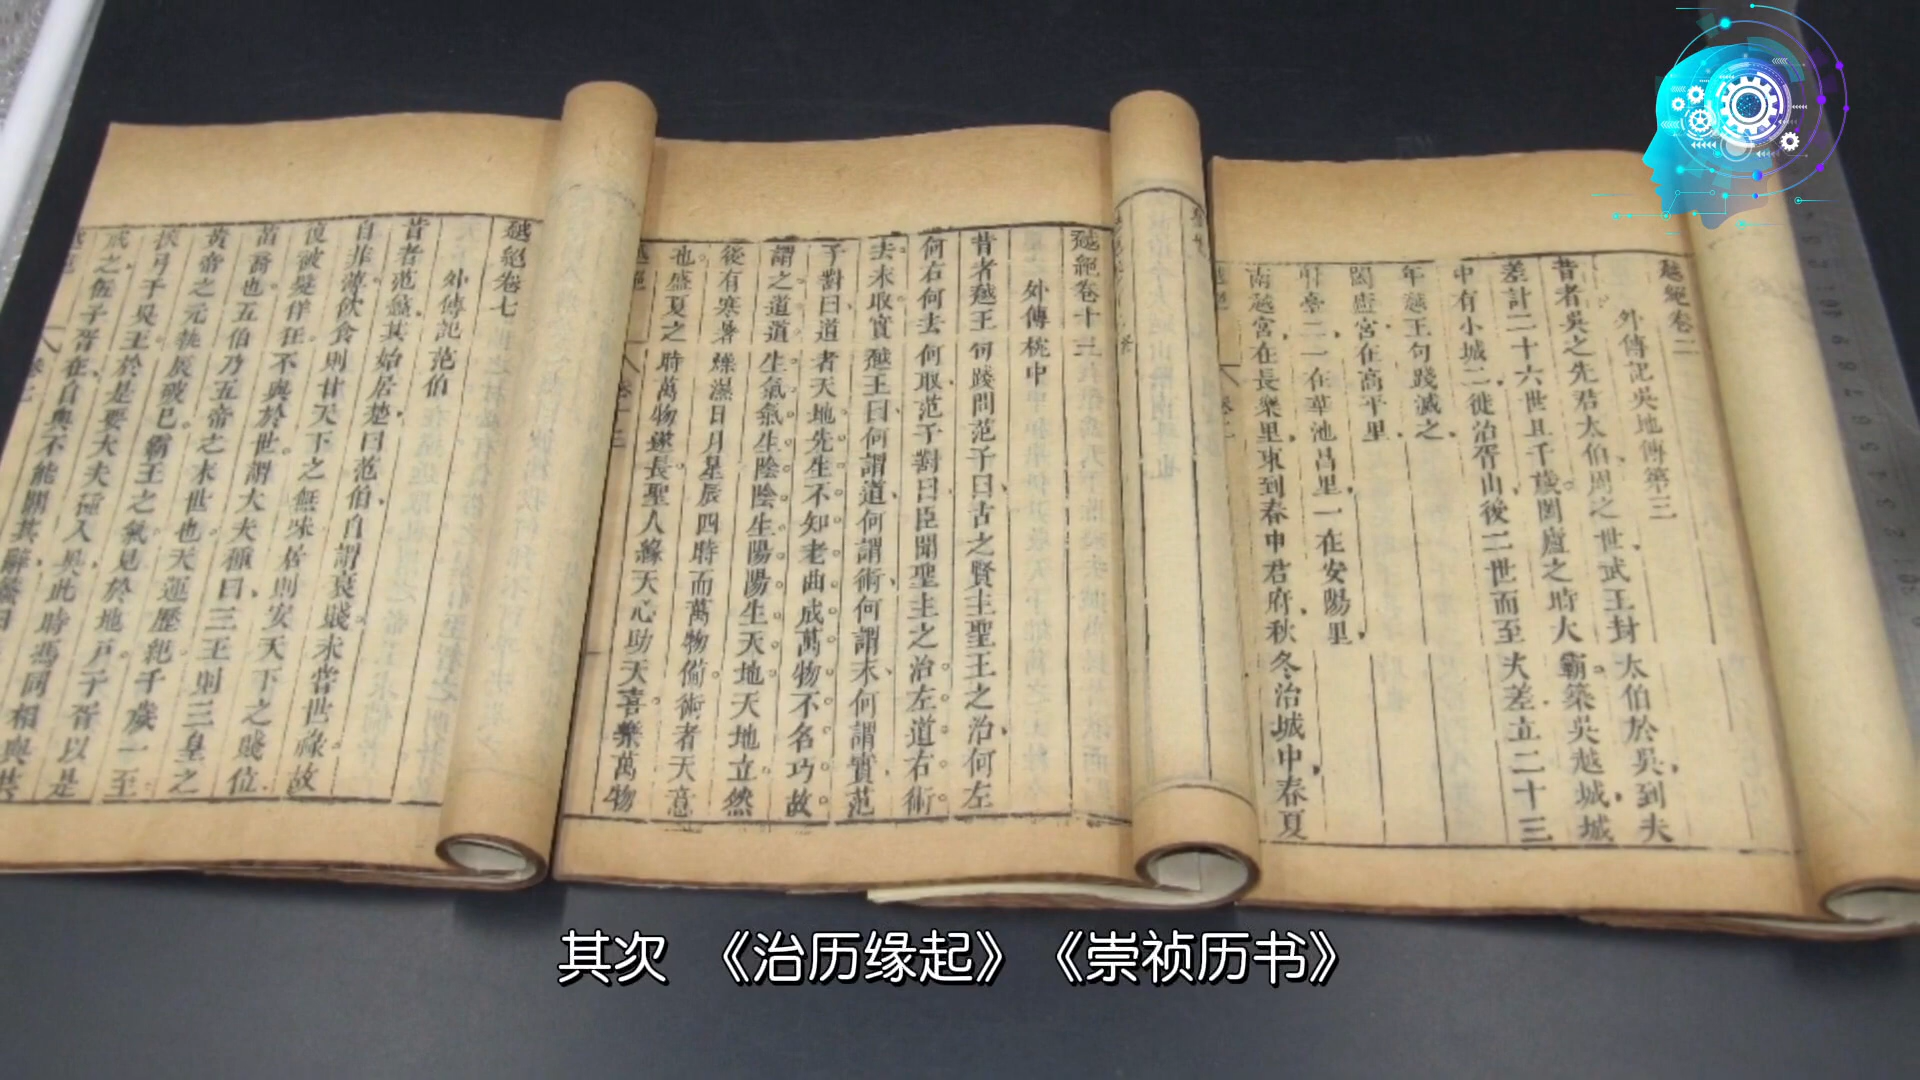 越絕卷二
外傳記吳地傳第三
昔者吳之先君太伯周之世武王封太伯於吳到夫
差計二十六世且千歲闔廬之時大霸築吳越城城
中有小城二徙治胥山後二世而至夫差立二十三
年越王句踐滅之
闔廬宮在高平里
南越宮在長樂里東到春申君府秋冬治城中春夏
越絕卷十三
外傳枕中
昔者越王句踐問范子曰古之賢主聖王之治何左
何右何去何取范子對曰臣聞聖主之治左道右術
去末取實越王曰何謂道何謂術何謂末何謂實范
子對曰道者天地先生不知老曲成萬物不名巧故
謂之道道生氣氣生陰陰生陽陽生天地天地立然
後有寒暑燥濕日月星辰四時而萬物備術者天意
也盛夏之時萬物遂長聖人緣天心助天喜樂萬物
越絕卷七
外傳記范伯
昔者范蠡其始居楚曰范伯自謂衰賤未嘗世祿故
自菲薄飲食則甘天下之無味居則安天下之賤位
復被髮佯狂不與於世謂大夫種曰三王則三皇之
苗裔也五伯乃五帝之末世也天運歷紀千歲一至
黃帝之元執辰破巳霸王之氣見於地戶子胥以是
挾弓干吳王於是要大夫種入吳此時馮同相與共
戒之伍子胥在自與不能關其辭
其次 《治历缘起》《崇祯历书》